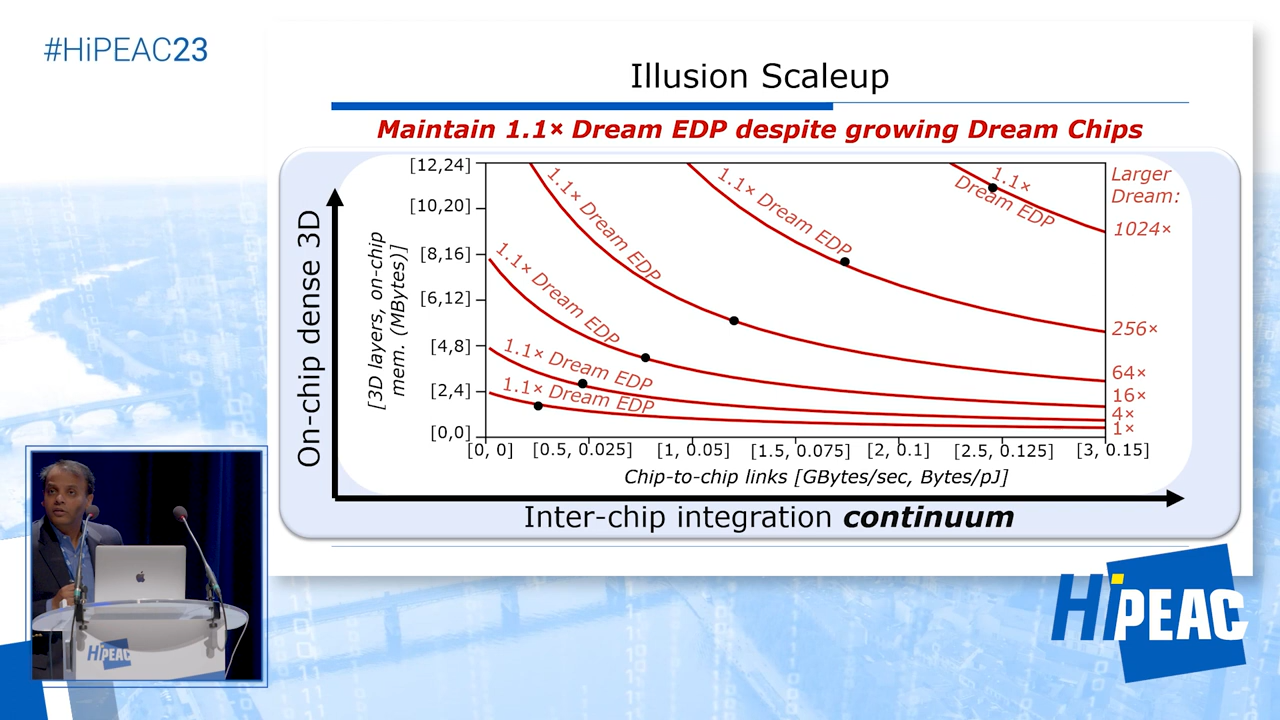 #HiPEAC23
Illusion Scaleup
Maintain 1.1× Dream EDP despite growing Dream Chips
On-chip dense 3D
[3D layers, on-chip
mem. (MBytes)]
[12,24]
[10,20]
[8,16]
[6,12]
[4,8]
[2,4]
[0,0]
1.1× Dream EDP
1.1× Dream EDP
1.1×
Dream EDP
1.1× Dream EDP
1.1× Dream EDP
1.1× Dream EDP
Larger
Dream:
1024×
256×
64×
16×
4×
1×
[0, 0]
[0.5, 0.025]
[1, 0.05]
[1.5, 0.075]
[2, 0.1]
[2.5, 0.125]
[3, 0.15]
Chip-to-chip links [GBytes/sec, Bytes/pJ]
Inter-chip integration continuum
HiPEAC
HiPEAC